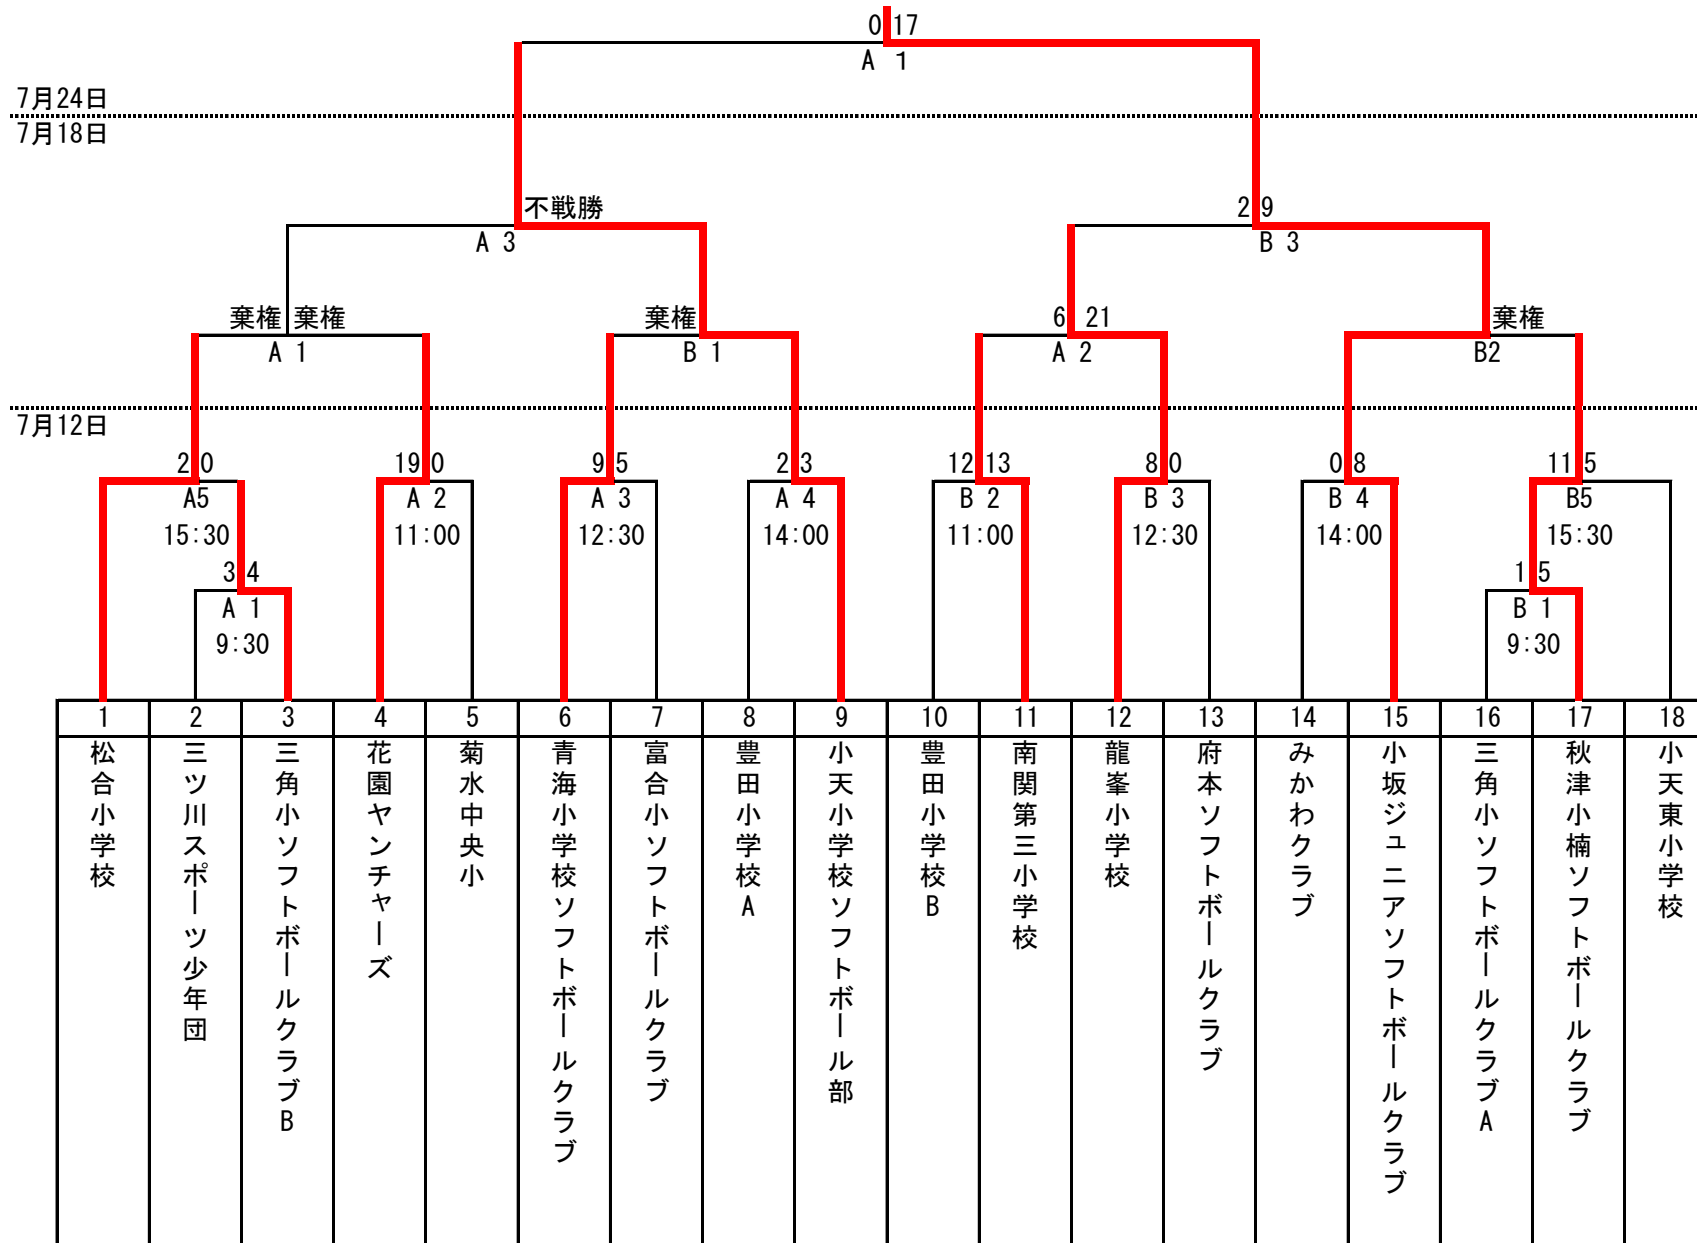 0 17
A 1
7月24日
7月18日
不戦勝
2 9
A 3
B 3
棄権 棄権
棄権
6 21
棄権
A 1
B 1
A 2
B2
7月12日
2 0
19 0
9 5
2 3
12 13
8 0
0 8
11 5
A5
A 2
A 3
A 4
B 2
B 3
B 4
B5
15:30
11:00
12:30
14:00
11:00
12:30
14:00
15:30
3 4
1 5
A 1
B 1
9:30
9:30
1 2 3 4 5 6 7 8 9 10 11 12 13 14 15 16 17 18
松合小学校
三ツ川スポーツ少年団
三角小ソフトボールクラブB
花園ヤンチャーズ
菊水中央小
青海小学校ソフトボールクラブ
富合小ソフトボールクラブ
豊田小学校A
小天小学校ソフトボール部
豊田小学校B
南関第三小学校
龍峯小学校
府本ソフトボールクラブ
みかわクラブ
小坂ジュニアソフトボールクラブ
三角小ソフトボールクラブA
秋津小楠ソフトボールクラブ
小天東小学校